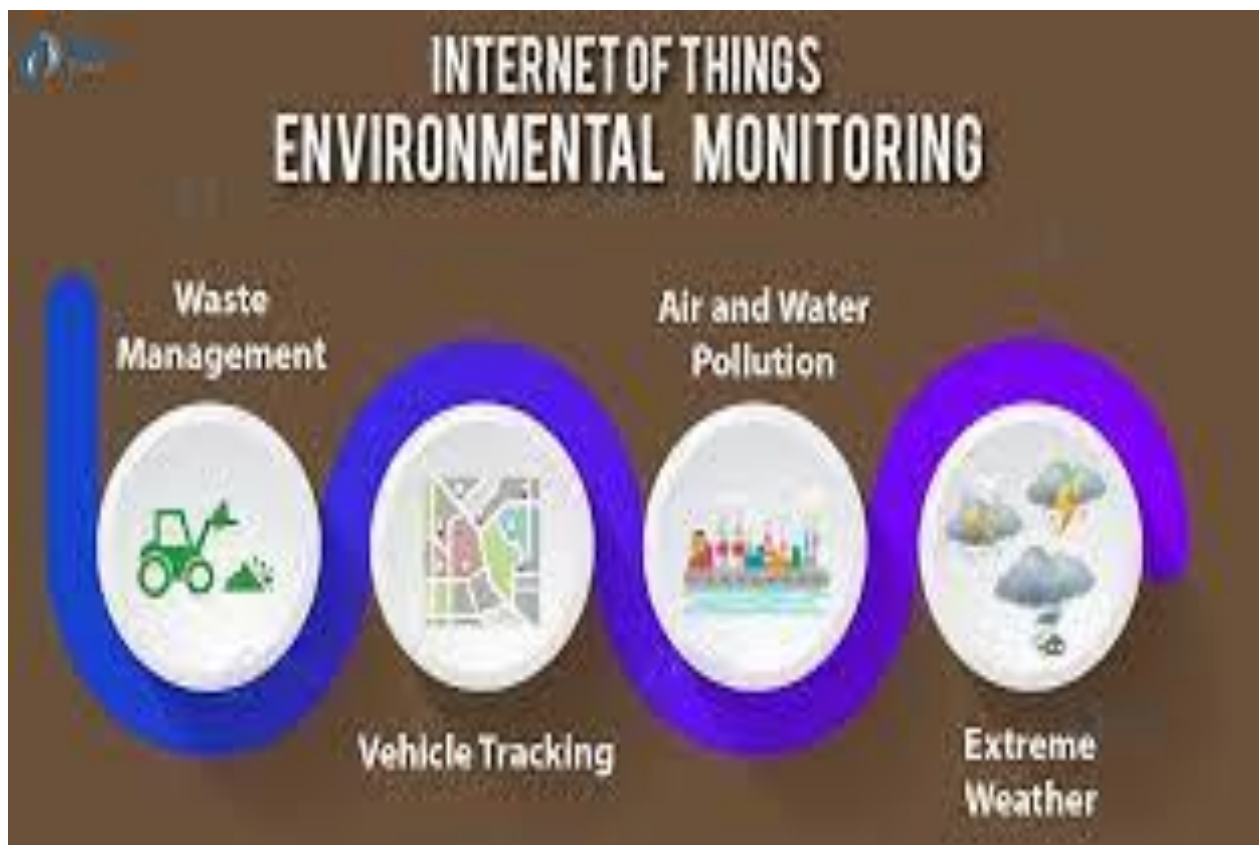 INTERNET OF THINGS
ENVIRONMENTAL MONITORING
Waste
Management
Air and Water
Pollution
Vehicle Tracking
Extreme
Weather